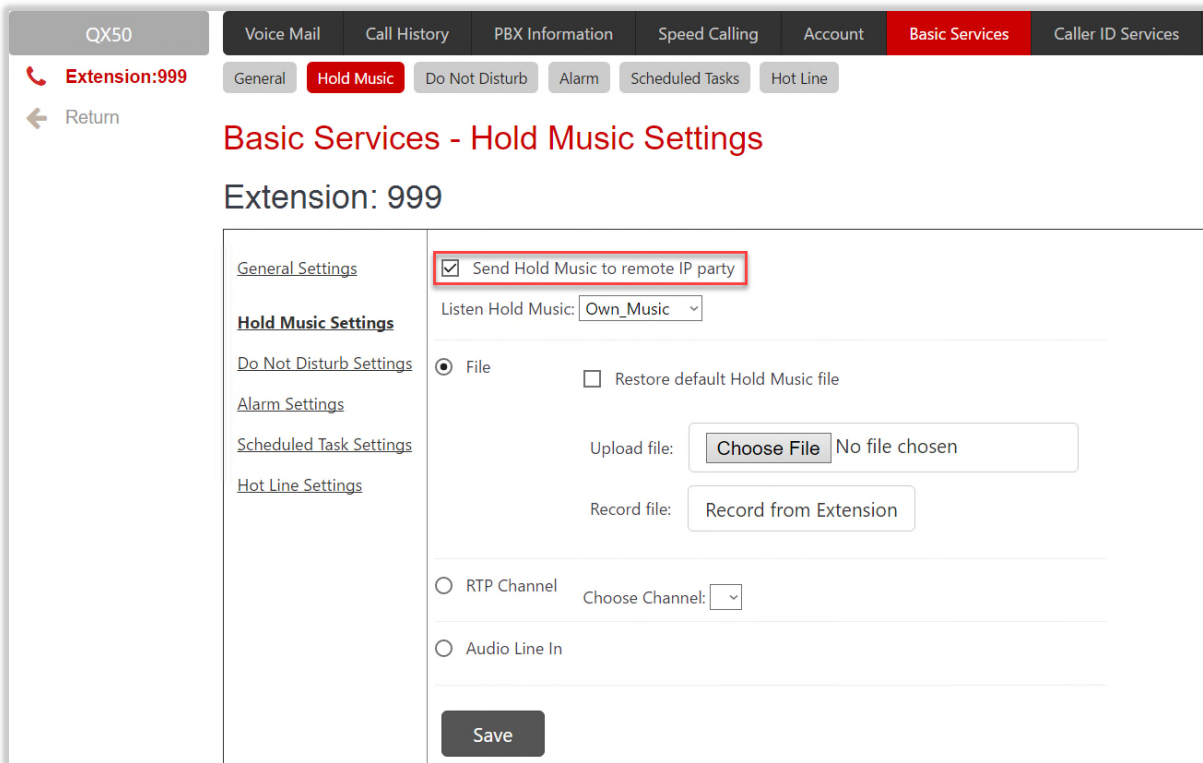 QX50
Voice Mail Call History PBX Information Speed Calling Account Basic Services Caller ID Services
Extension:999
General Hold Music Do Not Disturb Alarm Scheduled Tasks Hot Line
Return
Basic Services - Hold Music Settings
Extension: 999
General Settings
Hold Music Settings
Do Not Disturb Settings
Alarm Settings
Scheduled Task Settings
Hot Line Settings
Send Hold Music to remote IP party
Listen Hold Music: Own_Music
File
Restore default Hold Music file
Upload file: Choose File No file chosen
Record file: Record from Extension
RTP Channel Choose Channel:
Audio Line In
Save